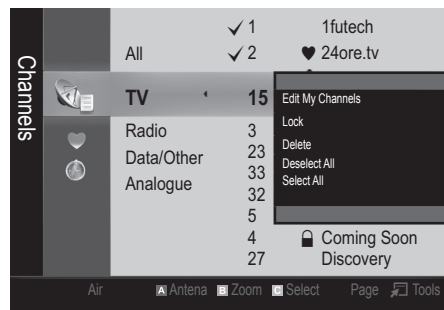 Channels
✓ 1 1futech
All ✓ 2 ♥ 24ore.tv
TV 15
Radio 3
Data/Other 23
Analogue 33
32
5
4 Coming Soon
27 Discovery
Edit My Channels
Lock
Delete
Deselect All
Select All
Air A Antena B Zoom C Select Page Tools